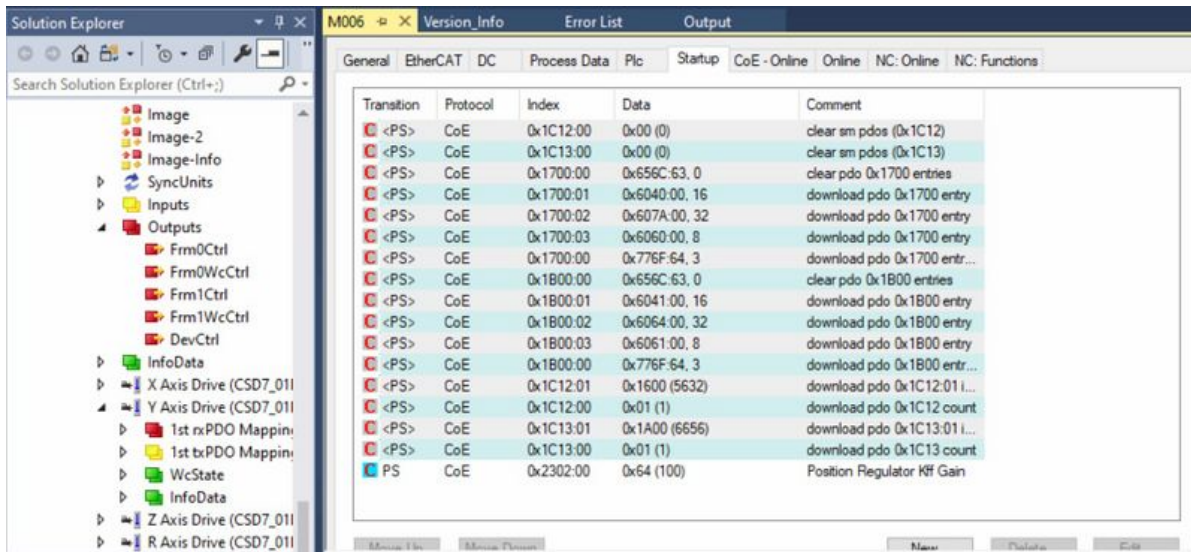 Solution Explorer
Search Solution Explorer (Ctrl+;)
Image
Image-2
Image-Info
SyncUnits
Inputs
Outputs
Frm0Ctrl
Frm0WcCtrl
Frm1Ctrl
Frm1WcCtrl
DevCtrl
InfoData
X Axis Drive (CSD7_01
Y Axis Drive (CSD7_01
1st rxPDO Mapping
1st txPDO Mapping
WcState
InfoData
Z Axis Drive (CSD7_01
R Axis Drive (CSD7_01
M006 Version_Info Error List Output
General EtherCAT DC Process Data Plc Startup CoE - Online Online NC: Online NC: Functions
Transition Protocol Index Data Comment
C <PS> CoE 0x1C12:00 0x00 (0) clear sm pdos (0x1C12)
C <PS> CoE 0x1C13:00 0x00 (0) clear sm pdos (0x1C13)
C <PS> CoE 0x1700:00 0x656C:63, 0 clear pdo 0x1700 entries
C <PS> CoE 0x1700:01 0x6040:00, 16 download pdo 0x1700 entry
C <PS> CoE 0x1700:02 0x607A:00, 32 download pdo 0x1700 entry
C <PS> CoE 0x1700:03 0x6060:00, 8 download pdo 0x1700 entry
C <PS> CoE 0x1700:00 0x776F:64, 3 download pdo 0x1700 entr...
C <PS> CoE 0x1B00:00 0x656C:63, 0 clear pdo 0x1B00 entries
C <PS> CoE 0x1B00:01 0x6041:00, 16 download pdo 0x1B00 entry
C <PS> CoE 0x1B00:02 0x6064:00, 32 download pdo 0x1B00 entry
C <PS> CoE 0x1B00:03 0x6061:00, 8 download pdo 0x1B00 entry
C <PS> CoE 0x1B00:00 0x776F:64, 3 download pdo 0x1B00 entr...
C <PS> CoE 0x1C12:01 0x1600 (5632) download pdo 0x1C12:01 i...
C <PS> CoE 0x1C12:00 0x01 (1) download pdo 0x1C12 count
C <PS> CoE 0x1C13:01 0x1A00 (6656) download pdo 0x1C13:01 i...
C <PS> CoE 0x1C13:00 0x01 (1) download pdo 0x1C13 count
C PS CoE 0x2302:00 0x64 (100) Position Regulator Kff Gain
Move Up Move Down New Delete Edit